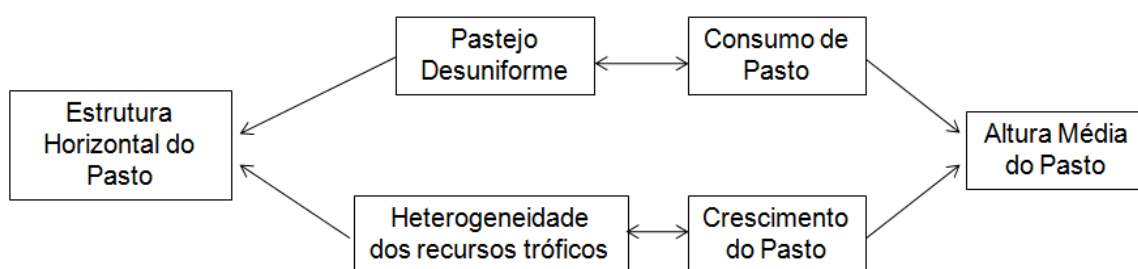 Pastejo
Desuniforme
Consumo de
Pasto
Estrutura
Horizontal do
Pasto
Altura Média
do Pasto
Heterogeneidade
dos recursos tróficos
Crescimento
do Pasto